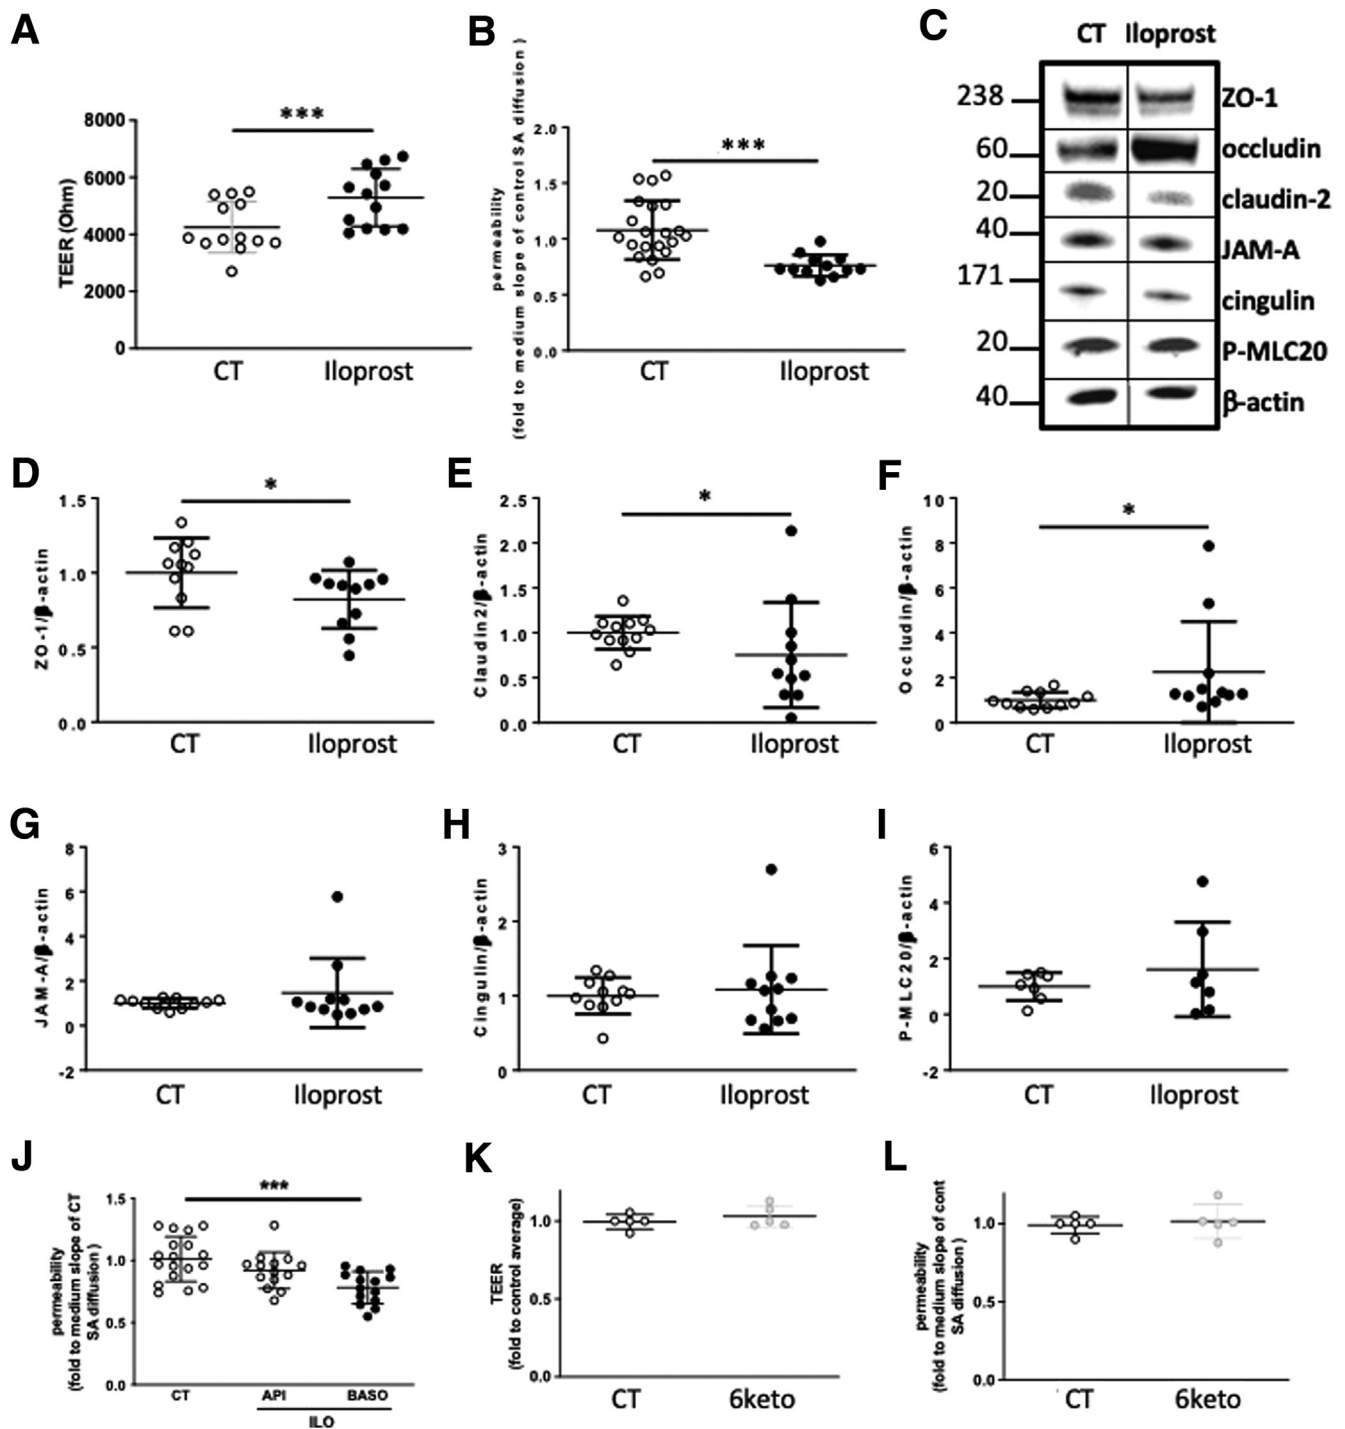 A
TEER (Ohm)
8000
6000
4000
2000
0
***
CT
Iloprost
B
permeability
(fold to medium slope of control SA diffusion )
2.0
1.5
1.0
0.5
0.0
***
CT
Iloprost
C
CT Iloprost
238 ZO-1
60 occludin
20 claudin-2
40 JAM-A
171 cingulin
20 P-MLC20
40 β-actin
D
ZO-1/β-actin
1.5
1.0
0.5
0.0
*
CT
Iloprost
E
Claudin2/β-actin
2.5
2.0
1.5
1.0
0.5
0.0
*
CT
Iloprost
F
Occludin/β-actin
10
8
6
4
2
0
*
CT
Iloprost
G
JAM-A/β-actin
8
6
4
2
0
-2
CT
Iloprost
H
Cingulin/β-actin
3
2
1
0
CT
Iloprost
I
P-MLC20/β-actin
6
4
2
0
-2
CT
Iloprost
J
permeability
(fold to medium slope of CT
SA diffusion )
1.5
1.0
0.5
0.0
***
CT
API
BASO
ILO
K
TEER
(fold to control average)
1.0
0.5
0.0
CT
6keto
L
permeability
(fold to medium slope of cont
SA diffusion )
1.0
0.5
0.0
CT
6keto